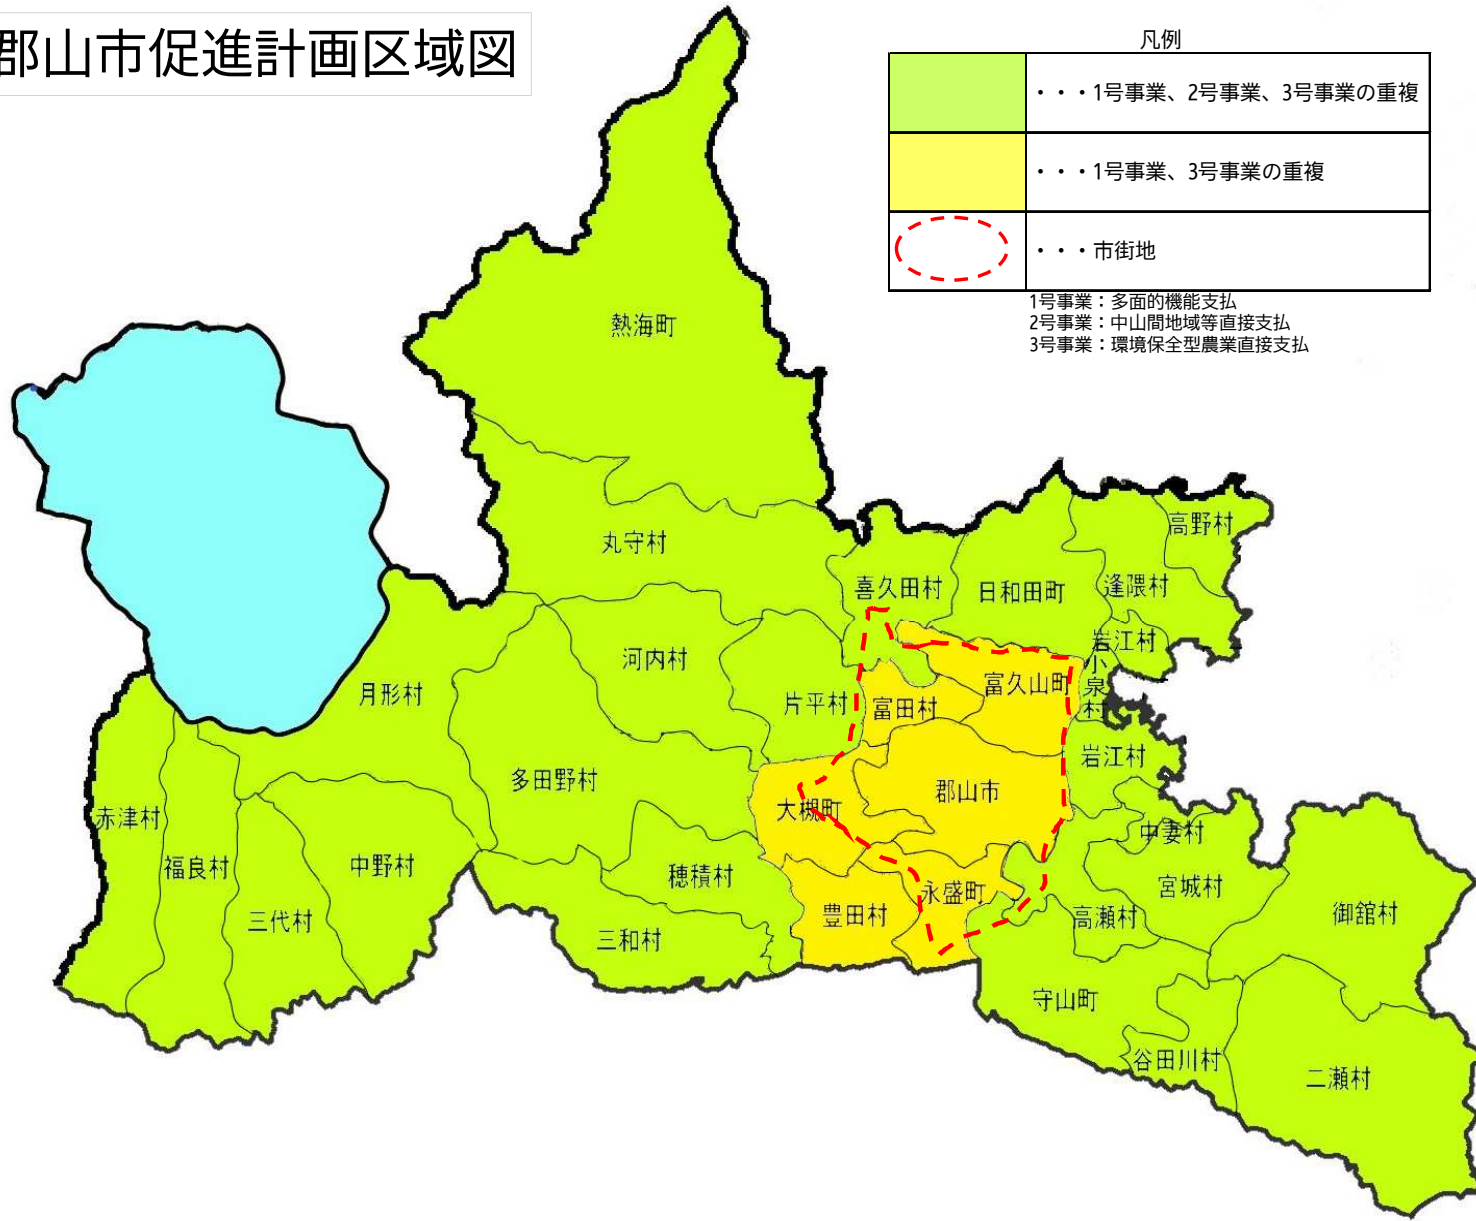 郡山市促進計画区域図
凡例
・・・1号事業、2号事業、3号事業の重複
・・・1号事業、3号事業の重複
・・・市街地
1号事業：多面的機能支払
2号事業：中山間地域等直接支払
3号事業：環境保全型農業直接支払
熱海町
丸守村
高野村
喜久田村
日和田町
逢隈村
岩江村
小泉村
河内村
月形村
片平村
富田村
富久山町
岩江村
多田野村
郡山市
大槻町
赤津村
中妻村
福良村
中野村
穂積村
宮城村
永盛町
豊田村
高瀬村
御舘村
三代村
三和村
守山町
谷田川村
二瀬村